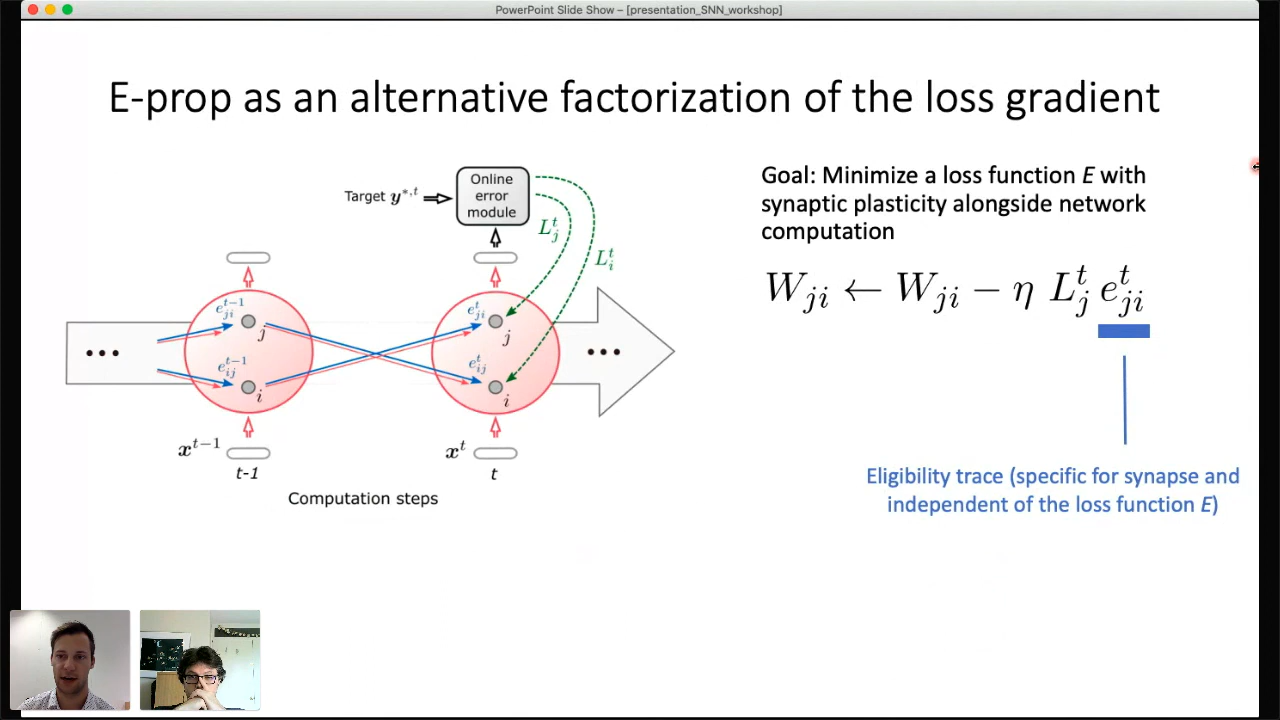 PowerPoint Slide Show – [presentation_SNN_workshop]
E-prop as an alternative factorization of the loss gradient
Target y*,t
Online
error
module
L_j^t
L_i^t
e_ji^t-1
j
e_ij^t-1
i
e_ji^t
j
e_ij^t
i
...
...
x^t-1
x^t
t-1
t
Computation steps
Goal: Minimize a loss function E with
synaptic plasticity alongside network
computation
W_ji ← W_ji − η L_j^t e_ji^t
Eligibility trace (specific for synapse and
independent of the loss function E)